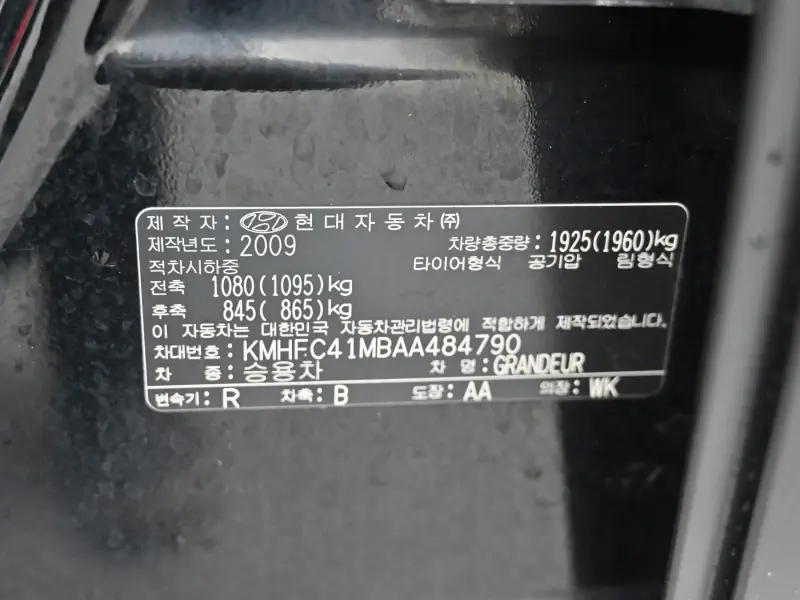 제 작 자 : 현대자동차㈜
제작년도 : 2009 차량총중량 : 1925(1960)kg
적차시하중 타이어형식 공기압 림형식
전축 1080(1095)kg
후축 845( 865)kg
이 자동차는 대한민국 자동차관리법령에 적합하게 제작되었습니다.
차대번호 : KMHFC41MBAA484790
차 종 : 승용차 차 명 : GRANDEUR
변속기 : R 차축 : B 도장 : AA 의장 : WK